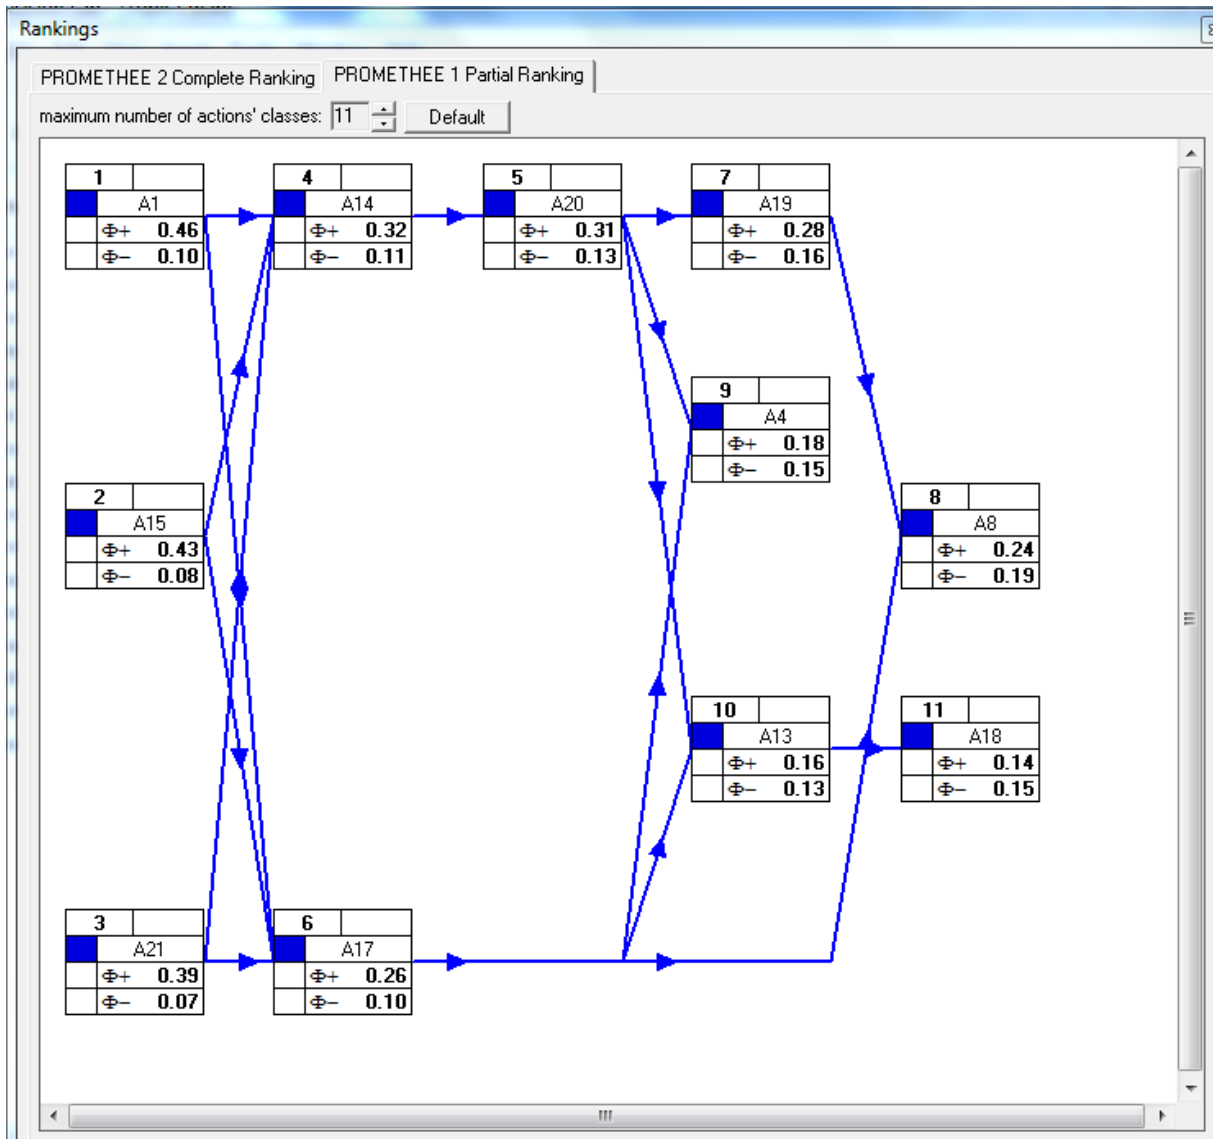 Rankings
PROMETHEE 2 Complete Ranking PROMETHEE 1 Partial Ranking
maximum number of actions' classes: 11 Default
1
A1
Φ+ 0.46
Φ− 0.10
4
A14
Φ+ 0.32
Φ− 0.11
5
A20
Φ+ 0.31
Φ− 0.13
7
A19
Φ+ 0.28
Φ− 0.16
9
A4
Φ+ 0.18
Φ− 0.15
2
A15
Φ+ 0.43
Φ− 0.08
8
A8
Φ+ 0.24
Φ− 0.19
10
A13
Φ+ 0.16
Φ− 0.13
11
A18
Φ+ 0.14
Φ− 0.15
3
A21
Φ+ 0.39
Φ− 0.07
6
A17
Φ+ 0.26
Φ− 0.10